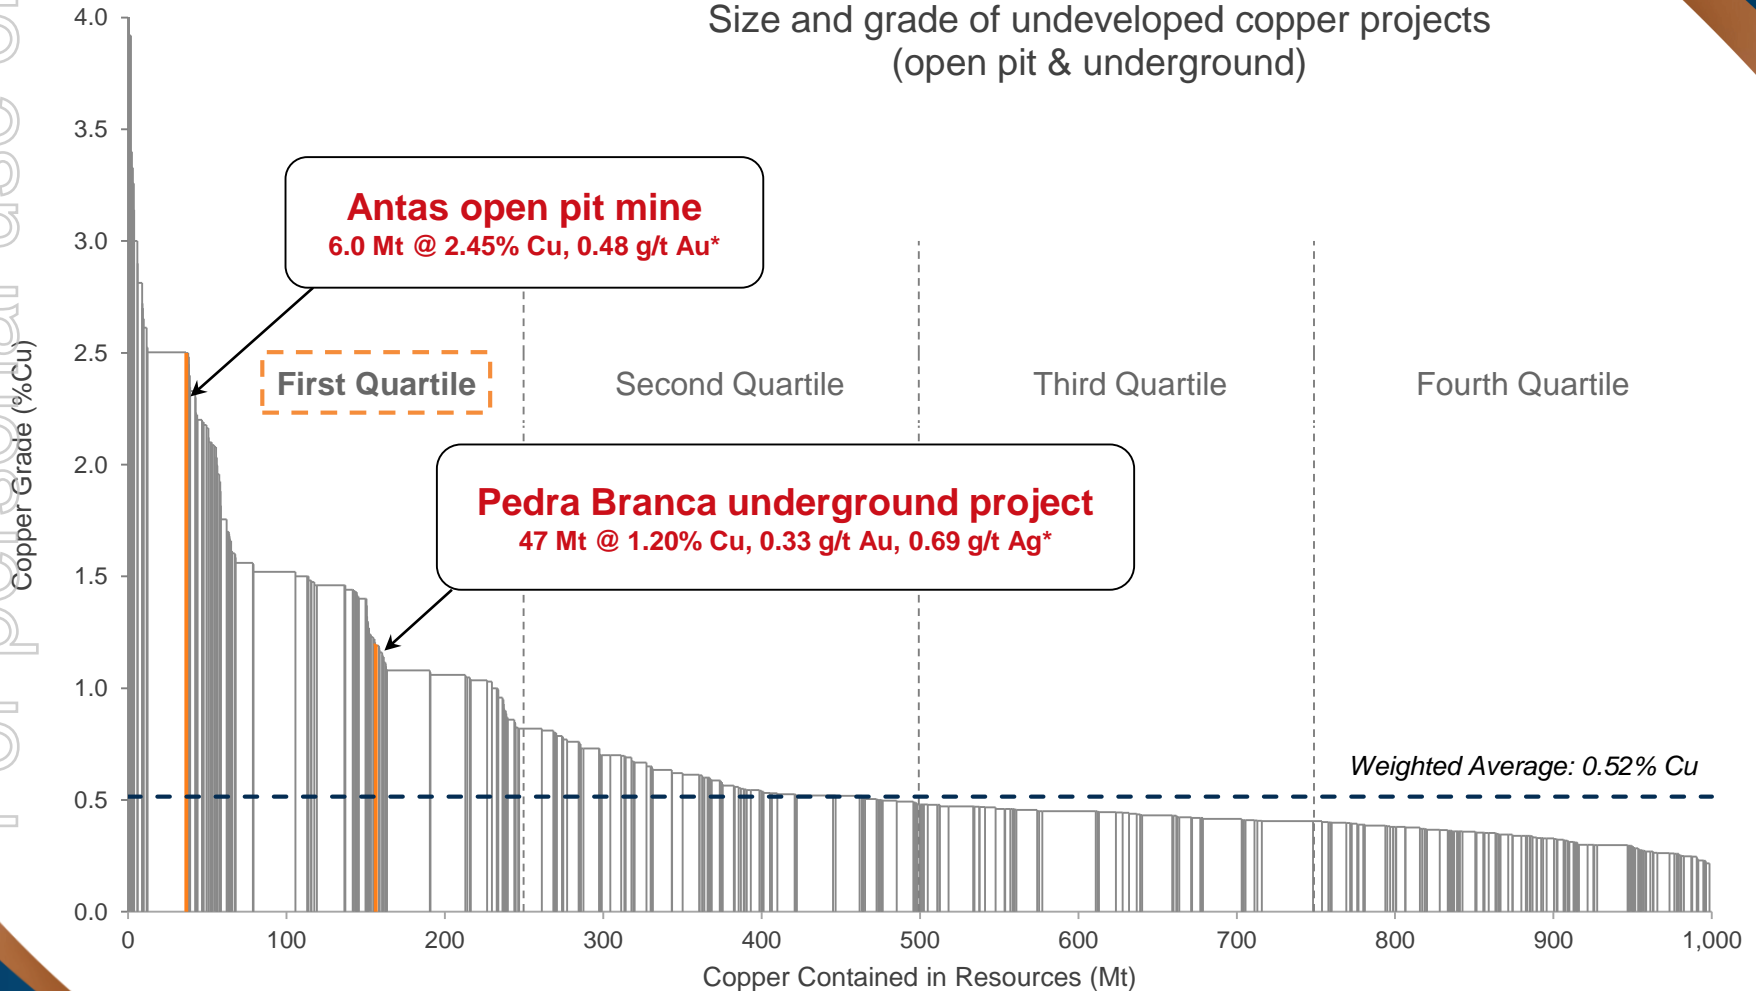 Size and grade of undeveloped copper projects
(open pit & underground)
4.0
3.5
3.0
2.5
2.0
1.5
1.0
0.5
0.0
Copper Grade (%Cu)
Antas open pit mine
6.0 Mt @ 2.45% Cu, 0.48 g/t Au*
First Quartile
Second Quartile
Third Quartile
Fourth Quartile
Pedra Branca underground project
47 Mt @ 1.20% Cu, 0.33 g/t Au, 0.69 g/t Ag*
Weighted Average: 0.52% Cu
0 100 200 300 400 500 600 700 800 900 1,000
Copper Contained in Resources (Mt)
For personal use